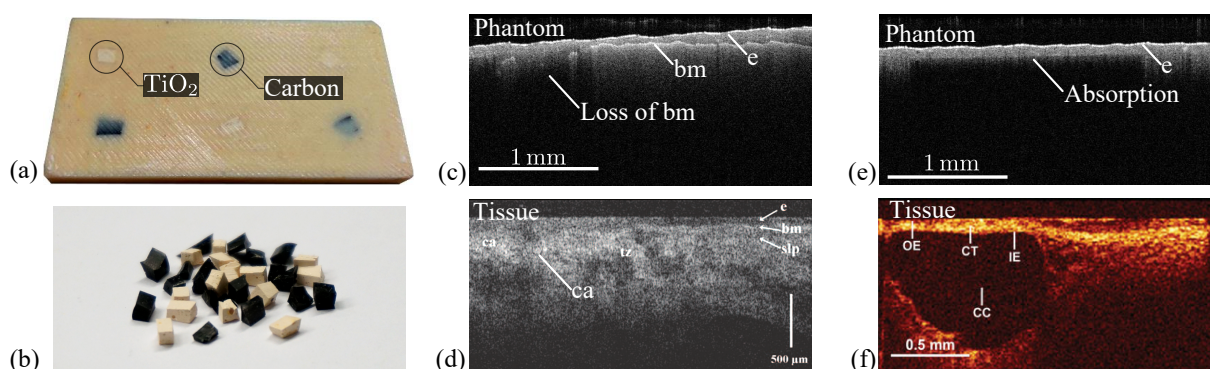 (a)
TiO₂
Carbon
(b)
(c)
Phantom
e
bm
Loss of bm
1 mm
(d)
Tissue
e
bm
slp
ca
tz
ca
500 µm
(e)
Phantom
e
Absorption
1 mm
(f)
Tissue
OE
CT
IE
CC
0.5 mm